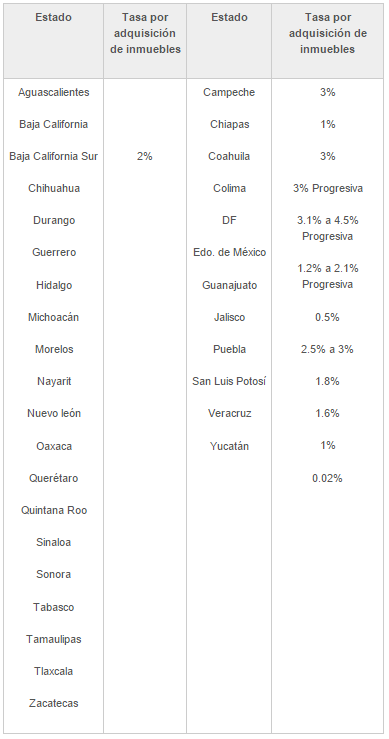 Estado
Tasa por
adquisición
de inmuebles
Estado
Tasa por
adquisición de
inmuebles
Aguascalientes
Baja California
Baja California Sur
Chihuahua
Durango
Guerrero
Hidalgo
Michoacán
Morelos
Nayarit
Nuevo león
Oaxaca
Querétaro
Quintana Roo
Sinaloa
Sonora
Tabasco
Tamaulipas
Tlaxcala
Zacatecas
2%
Campeche
Chiapas
Coahuila
Colima
DF
Edo. de México
Guanajuato
Jalisco
Puebla
San Luis Potosí
Veracruz
Yucatán
3%
1%
3%
3% Progresiva
3.1% a 4.5%
Progresiva
1.2% a 2.1%
Progresiva
0.5%
2.5% a 3%
1.8%
1.6%
1%
0.02%